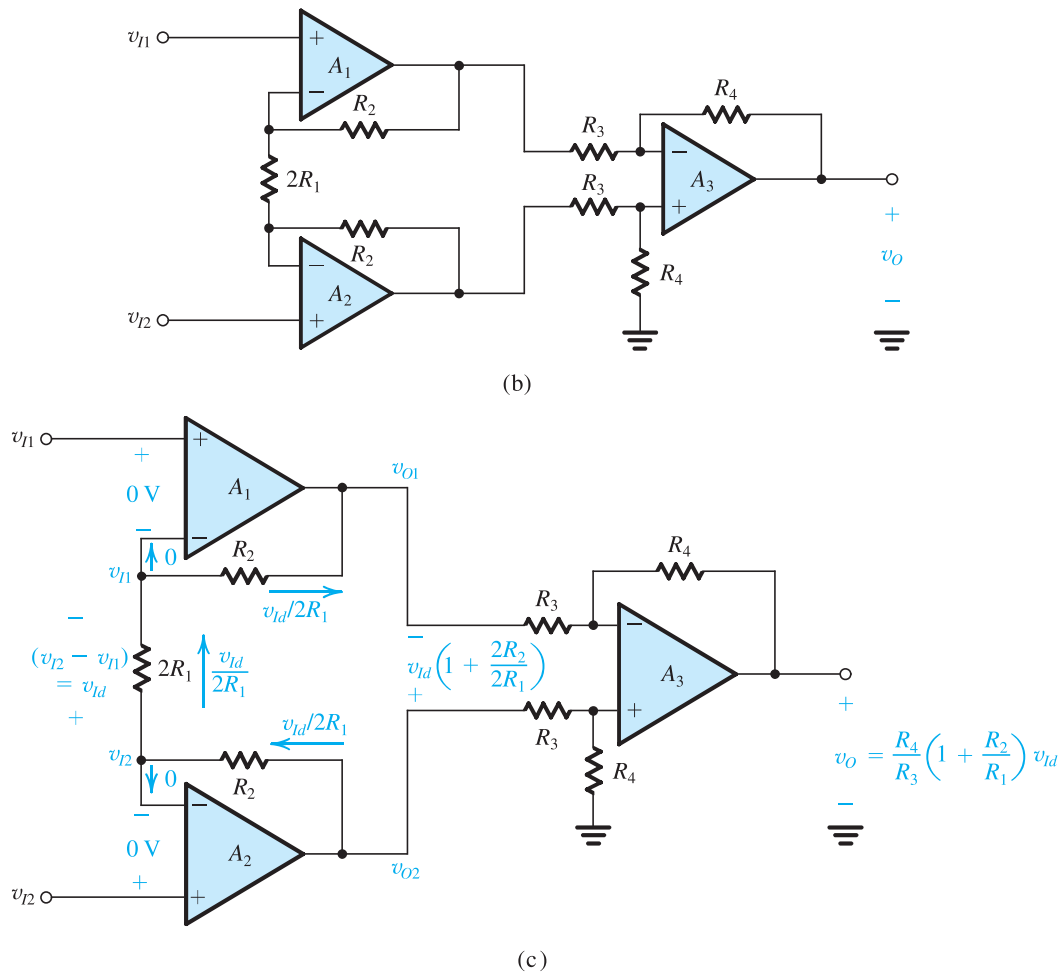 v_I1
+
A_1
−
R_2
R_4
R_3
−
2R_1
R_3
A_3
+
+
R_2
−
R_4
v_O
A_2
−
v_I2
+
(b)
v_I1
+
+
v_O1
0 V
A_1
−
−
R_2
R_4
0
v_I1
v_Id/2R_1
R_3
−
−
−
(v_I2 − v_I1)
= v_Id
2R_1
v_Id/2R_1
v_Id(1 + 2R_2/2R_1)
A_3
+
+
+
+
v_Id/2R_1
R_3
v_I2
0
R_2
R_4
v_O = R_4/R_3 (1 + R_2/R_1) v_Id
−
−
−
0 V
A_2
v_O2
+
v_I2
+
(c)